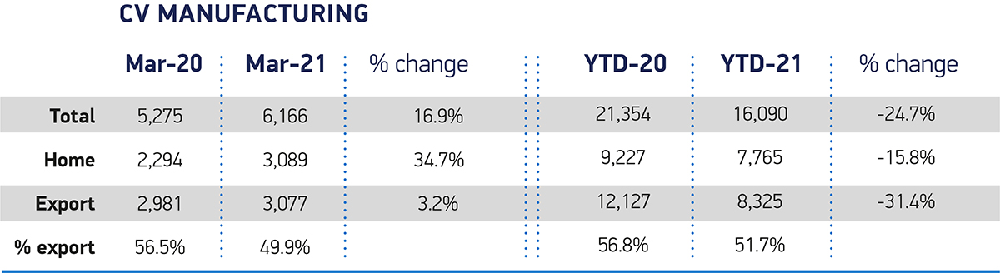 CV MANUFACTURING
Mar-20 Mar-21 % change YTD-20 YTD-21 % change
Total 5,275 6,166 16.9% 21,354 16,090 -24.7%
Home 2,294 3,089 34.7% 9,227 7,765 -15.8%
Export 2,981 3,077 3.2% 12,127 8,325 -31.4%
% export 56.5% 49.9% 56.8% 51.7%